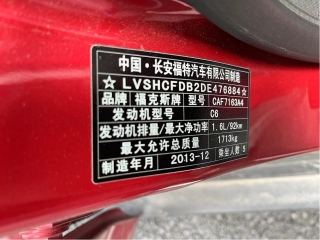 中国·长安福特汽车有限公司制造
☆LVSHCFDB2DE476884☆
品牌 福克斯牌 型号 CAF7163A4
发动机型号 C6
发动机排量/最大净功率 1.6L/92kw
最大允许总质量 1713kg
制造年月 2013-12 乘坐人数 5